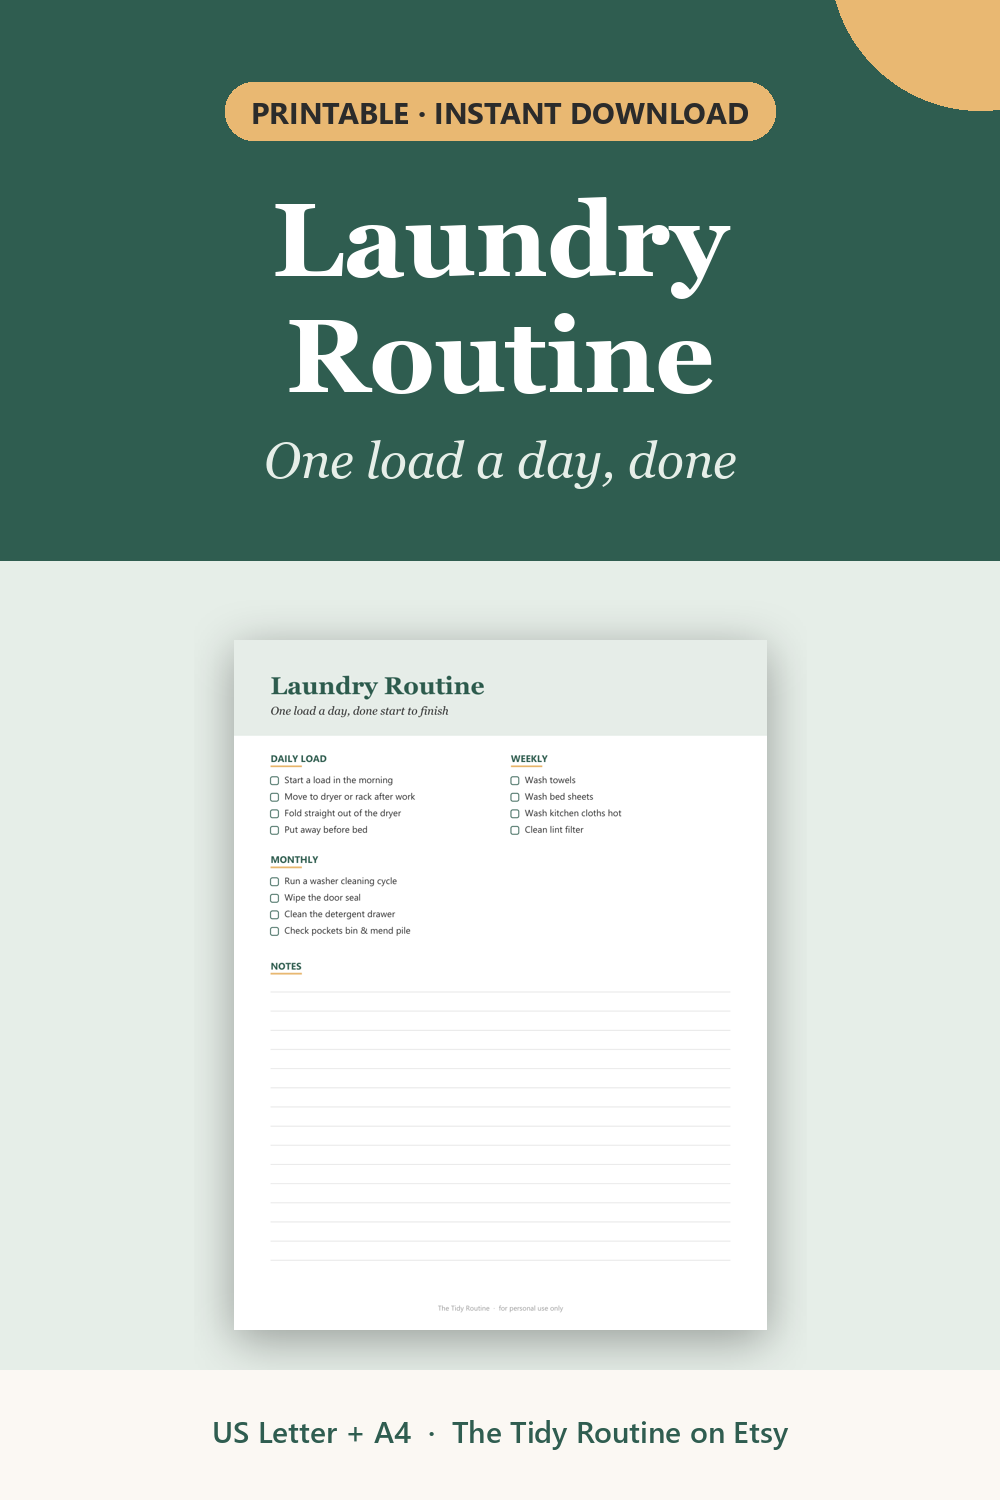 PRINTABLE · INSTANT DOWNLOAD
Laundry
Routine
One load a day, done
Laundry Routine
One load a day, done start to finish
DAILY LOAD
Start a load in the morning
Move to dryer or rack after work
Fold straight out of the dryer
Put away before bed
WEEKLY
Wash towels
Wash bed sheets
Wash kitchen cloths hot
Clean lint filter
MONTHLY
Run a washer cleaning cycle
Wipe the door seal
Clean the detergent drawer
Check pockets bin & mend pile
NOTES
The Tidy Routine · for personal use only
US Letter + A4 · The Tidy Routine on Etsy